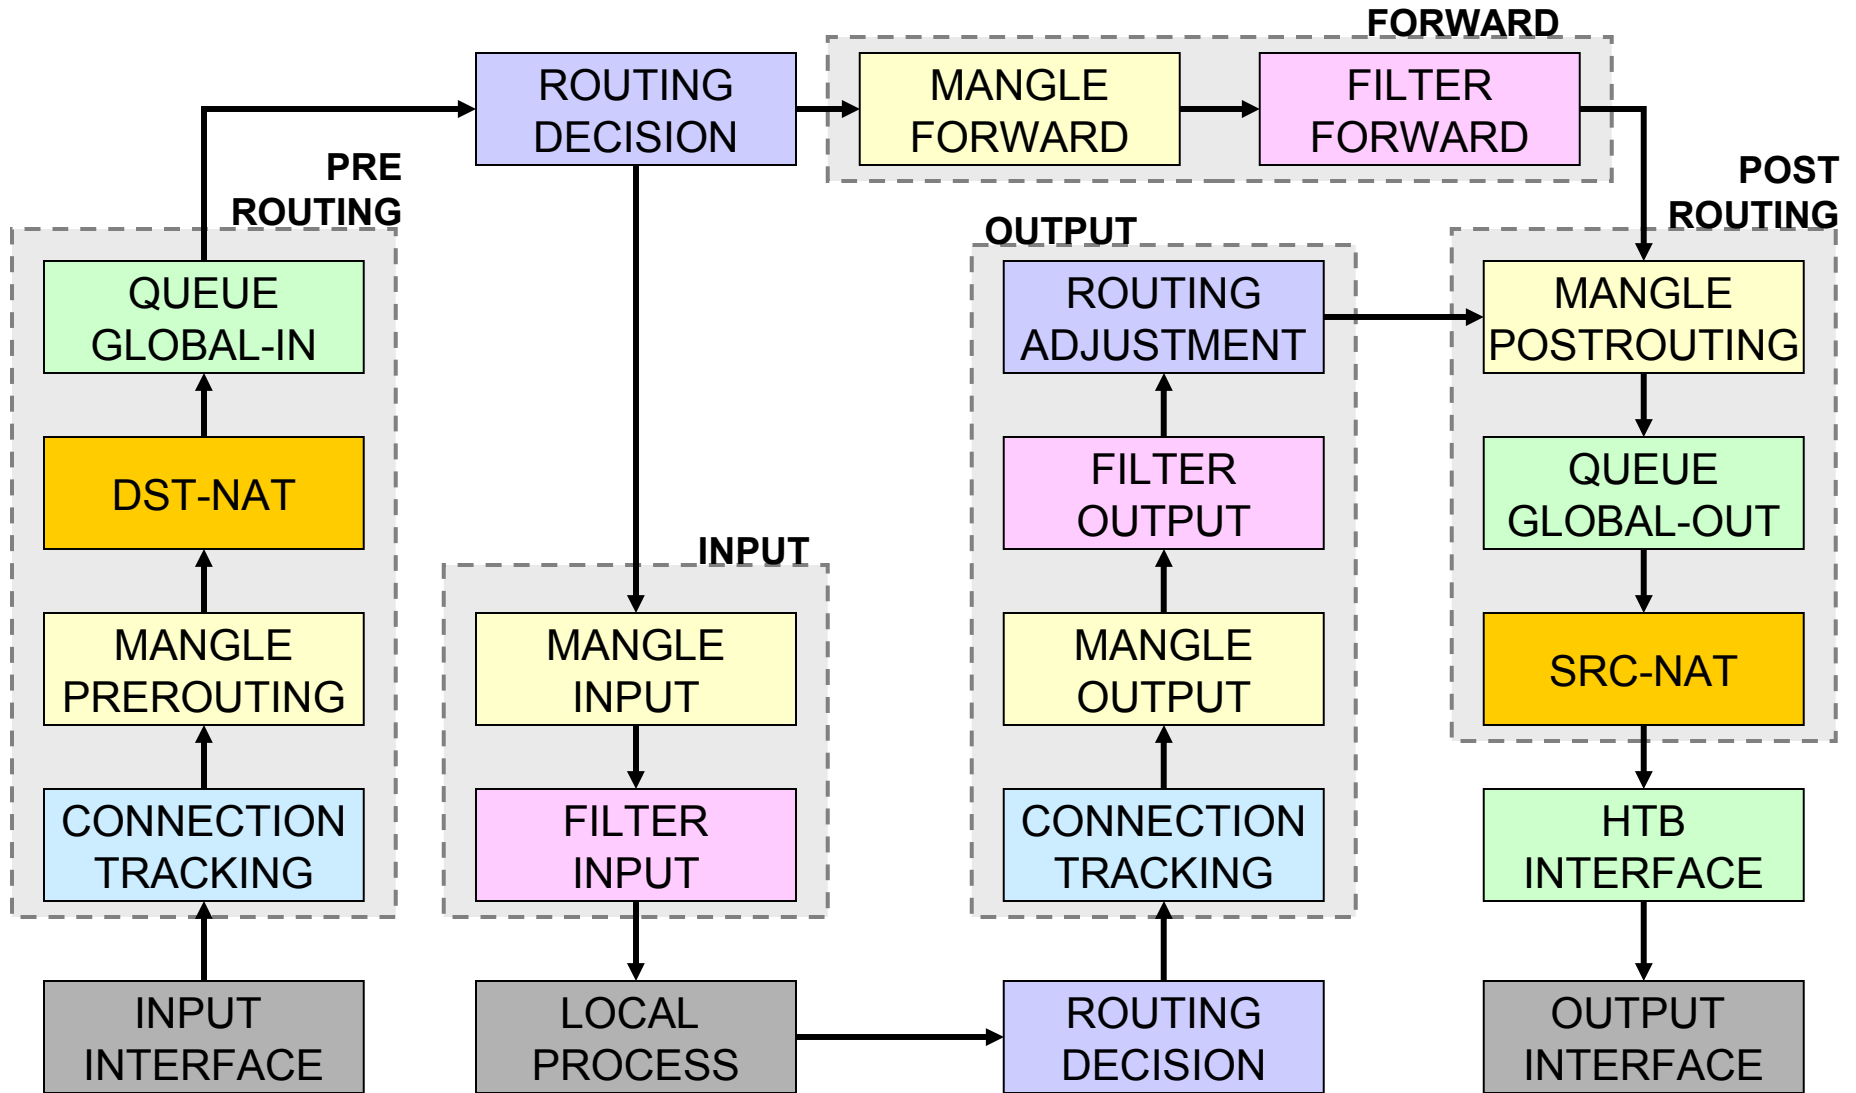 FORWARD
ROUTING
DECISION
MANGLE
FORWARD
FILTER
FORWARD
PRE
ROUTING
POST
ROUTING
OUTPUT
QUEUE
GLOBAL-IN
ROUTING
ADJUSTMENT
MANGLE
POSTROUTING
DST-NAT
FILTER
OUTPUT
QUEUE
GLOBAL-OUT
INPUT
MANGLE
PREROUTING
MANGLE
INPUT
MANGLE
OUTPUT
SRC-NAT
CONNECTION
TRACKING
FILTER
INPUT
CONNECTION
TRACKING
HTB
INTERFACE
INPUT
INTERFACE
LOCAL
PROCESS
ROUTING
DECISION
OUTPUT
INTERFACE